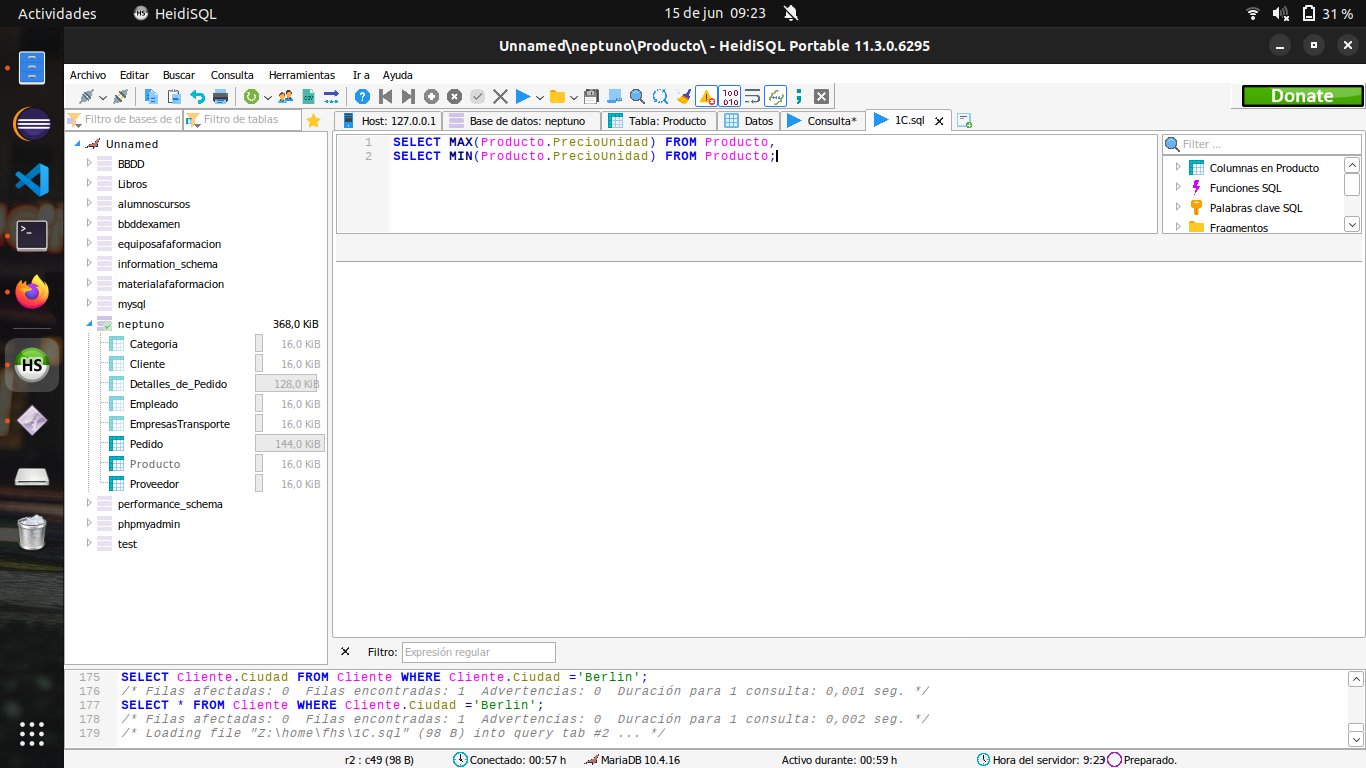 Actividades
HeidiSQL
15 de jun 09:23
31 %
Unnamed\neptuno\Producto\ - HeidiSQL Portable 11.3.0.6295
Archivo Editar Buscar Consulta Herramientas Ir a Ayuda
Donate
Filtro de bases de d
Filtro de tablas
Host: 127.0.0.1
Base de datos: neptuno
Tabla: Producto
Datos
Consulta*
1C.sql
Unnamed
BBDD
Libros
alumnoscursos
bbddexamen
equiposafaformacion
information_schema
materialafaformacion
mysql
neptuno 368,0 KiB
Categoria 16,0 KiB
Cliente 16,0 KiB
Detalles_de_Pedido 128,0 KiB
Empleado 16,0 KiB
EmpresasTransporte 16,0 KiB
Pedido 144,0 KiB
Producto 16,0 KiB
Proveedor 16,0 KiB
performance_schema
phpmyadmin
test
1 SELECT MAX(Producto.PrecioUnidad) FROM Producto,
2 SELECT MIN(Producto.PrecioUnidad) FROM Producto;
Filter ...
Columnas en Producto
Funciones SQL
Palabras clave SQL
Fragmentos
HS
Filtro: Expresión regular
175 SELECT Cliente.Ciudad FROM Cliente WHERE Cliente.Ciudad ='Berlin';
176 /* Filas afectadas: 0 Filas encontradas: 1 Advertencias: 0 Duración para 1 consulta: 0,001 seg. */
177 SELECT * FROM Cliente WHERE Cliente.Ciudad ='Berlin';
178 /* Filas afectadas: 0 Filas encontradas: 1 Advertencias: 0 Duración para 1 consulta: 0,002 seg. */
179 /* Loading file "Z:\home\fhs\1C.sql" (98 B) into query tab #2 ... */
r2 : c49 (98 B)
Conectado: 00:57 h
MariaDB 10.4.16
Activo durante: 00:59 h
Hora del servidor: 9:23
Preparado.